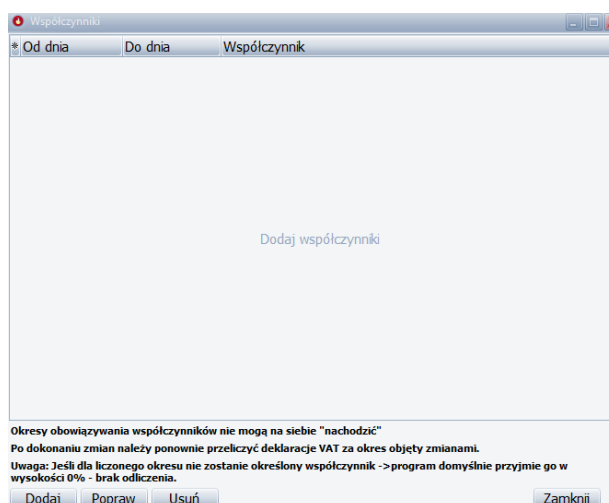 Współczynniki
* Od dnia Do dnia Współczynnik
Dodaj współczynniki
Okresy obowiązywania współczynników nie mogą na siebie "nachodzić"
Po dokonaniu zmian należy ponownie przeliczyć deklaracje VAT za okres objęty zmianami.
Uwaga: Jeśli dla liczonego okresu nie zostanie określony współczynnik ->program domyślnie przyjmie go w
wysokości 0% - brak odliczenia.
Dodaj Popraw Usuń Zamknij